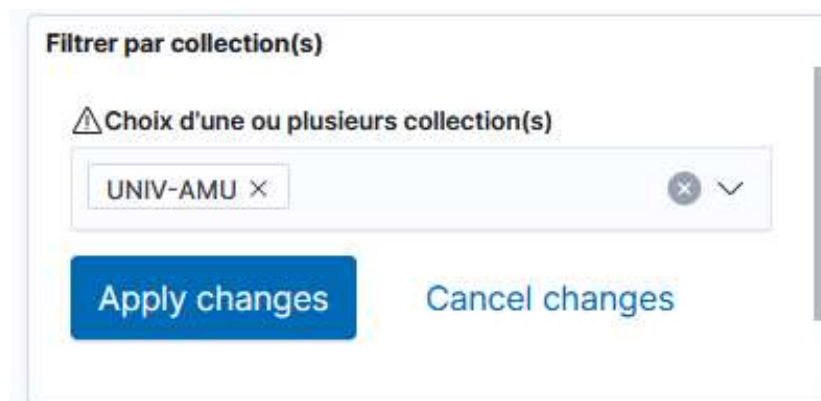 Filtrer par collection(s)
Choix d'une ou plusieurs collection(s)
UNIV-AMU ×
Apply changes Cancel changes